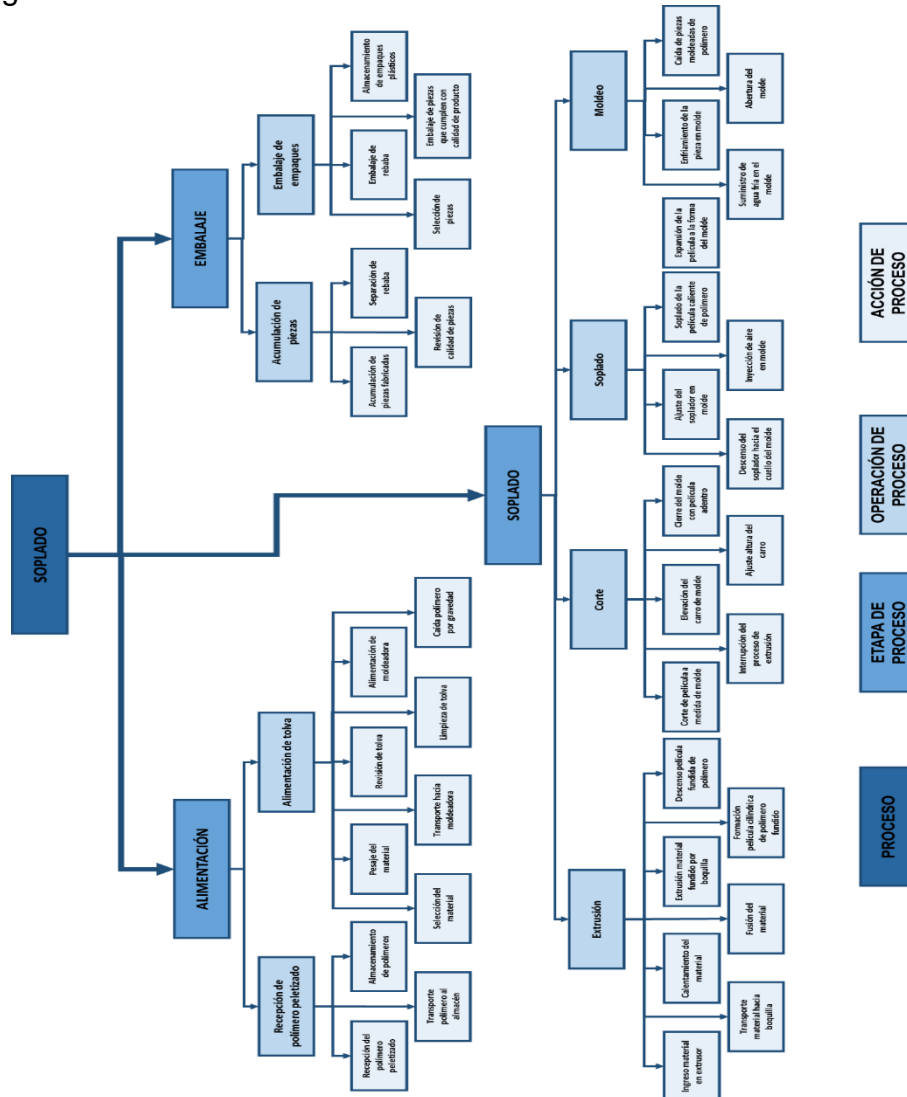 SOPLADO
ALIMENTACIÓN
EMBALAJE
Recepción de
polímero peletizado
Alimentación de tolva
Acumulación de
piezas
Embalaje de
empaques
Recepción del
polímero
peletizado
Transporte
polímero al
almacén
Almacenamiento
de polímeros
Selección del
material
Pesaje del
material
Transporte hacia
moldeadora
Revisión de tolva
Limpieza de tolva
Alimentación de
moldeadora
Caída polímero
por gravedad
Acumulación de
piezas fabricadas
Revisión de
calidad de piezas
Separación de
rebaba
Selección de
piezas
Embalaje de
rebaba
Embalaje de piezas
que cumplen con
calidad de producto
Almacenamiento
de empaques
plásticos
SOPLADO
Extrusión
Corte
Soplado
Moldeo
Ingreso material
en extrusor
Transporte
material hacia
boquilla
Calentamiento del
material
Fusión del
material
Extrusión material
fundido por
boquilla
Formación
película cilíndrica
de polímero
fundido
Descenso película
fundida de
polímero
Corte de película a
medida de molde
Interrupción del
proceso de
extrusión
Elevación del
carro de molde
Ajuste altura del
carro
Cierre del molde
con película
adentro
Descenso del
soplador hacia el
cuello del molde
Ajuste del
soplador en
molde
Inyección de aire
en molde
Soplado de la
película caliente
de polímero
Expansión de la
película a la forma
del molde
Suministro de
agua fría en el
molde
Enfriamiento de la
pieza en molde
Abertura del
molde
Caída de piezas
moldeadas de
polímero
PROCESO
ETAPA DE
PROCESO
OPERACIÓN DE
PROCESO
ACCIÓN DE
PROCESO